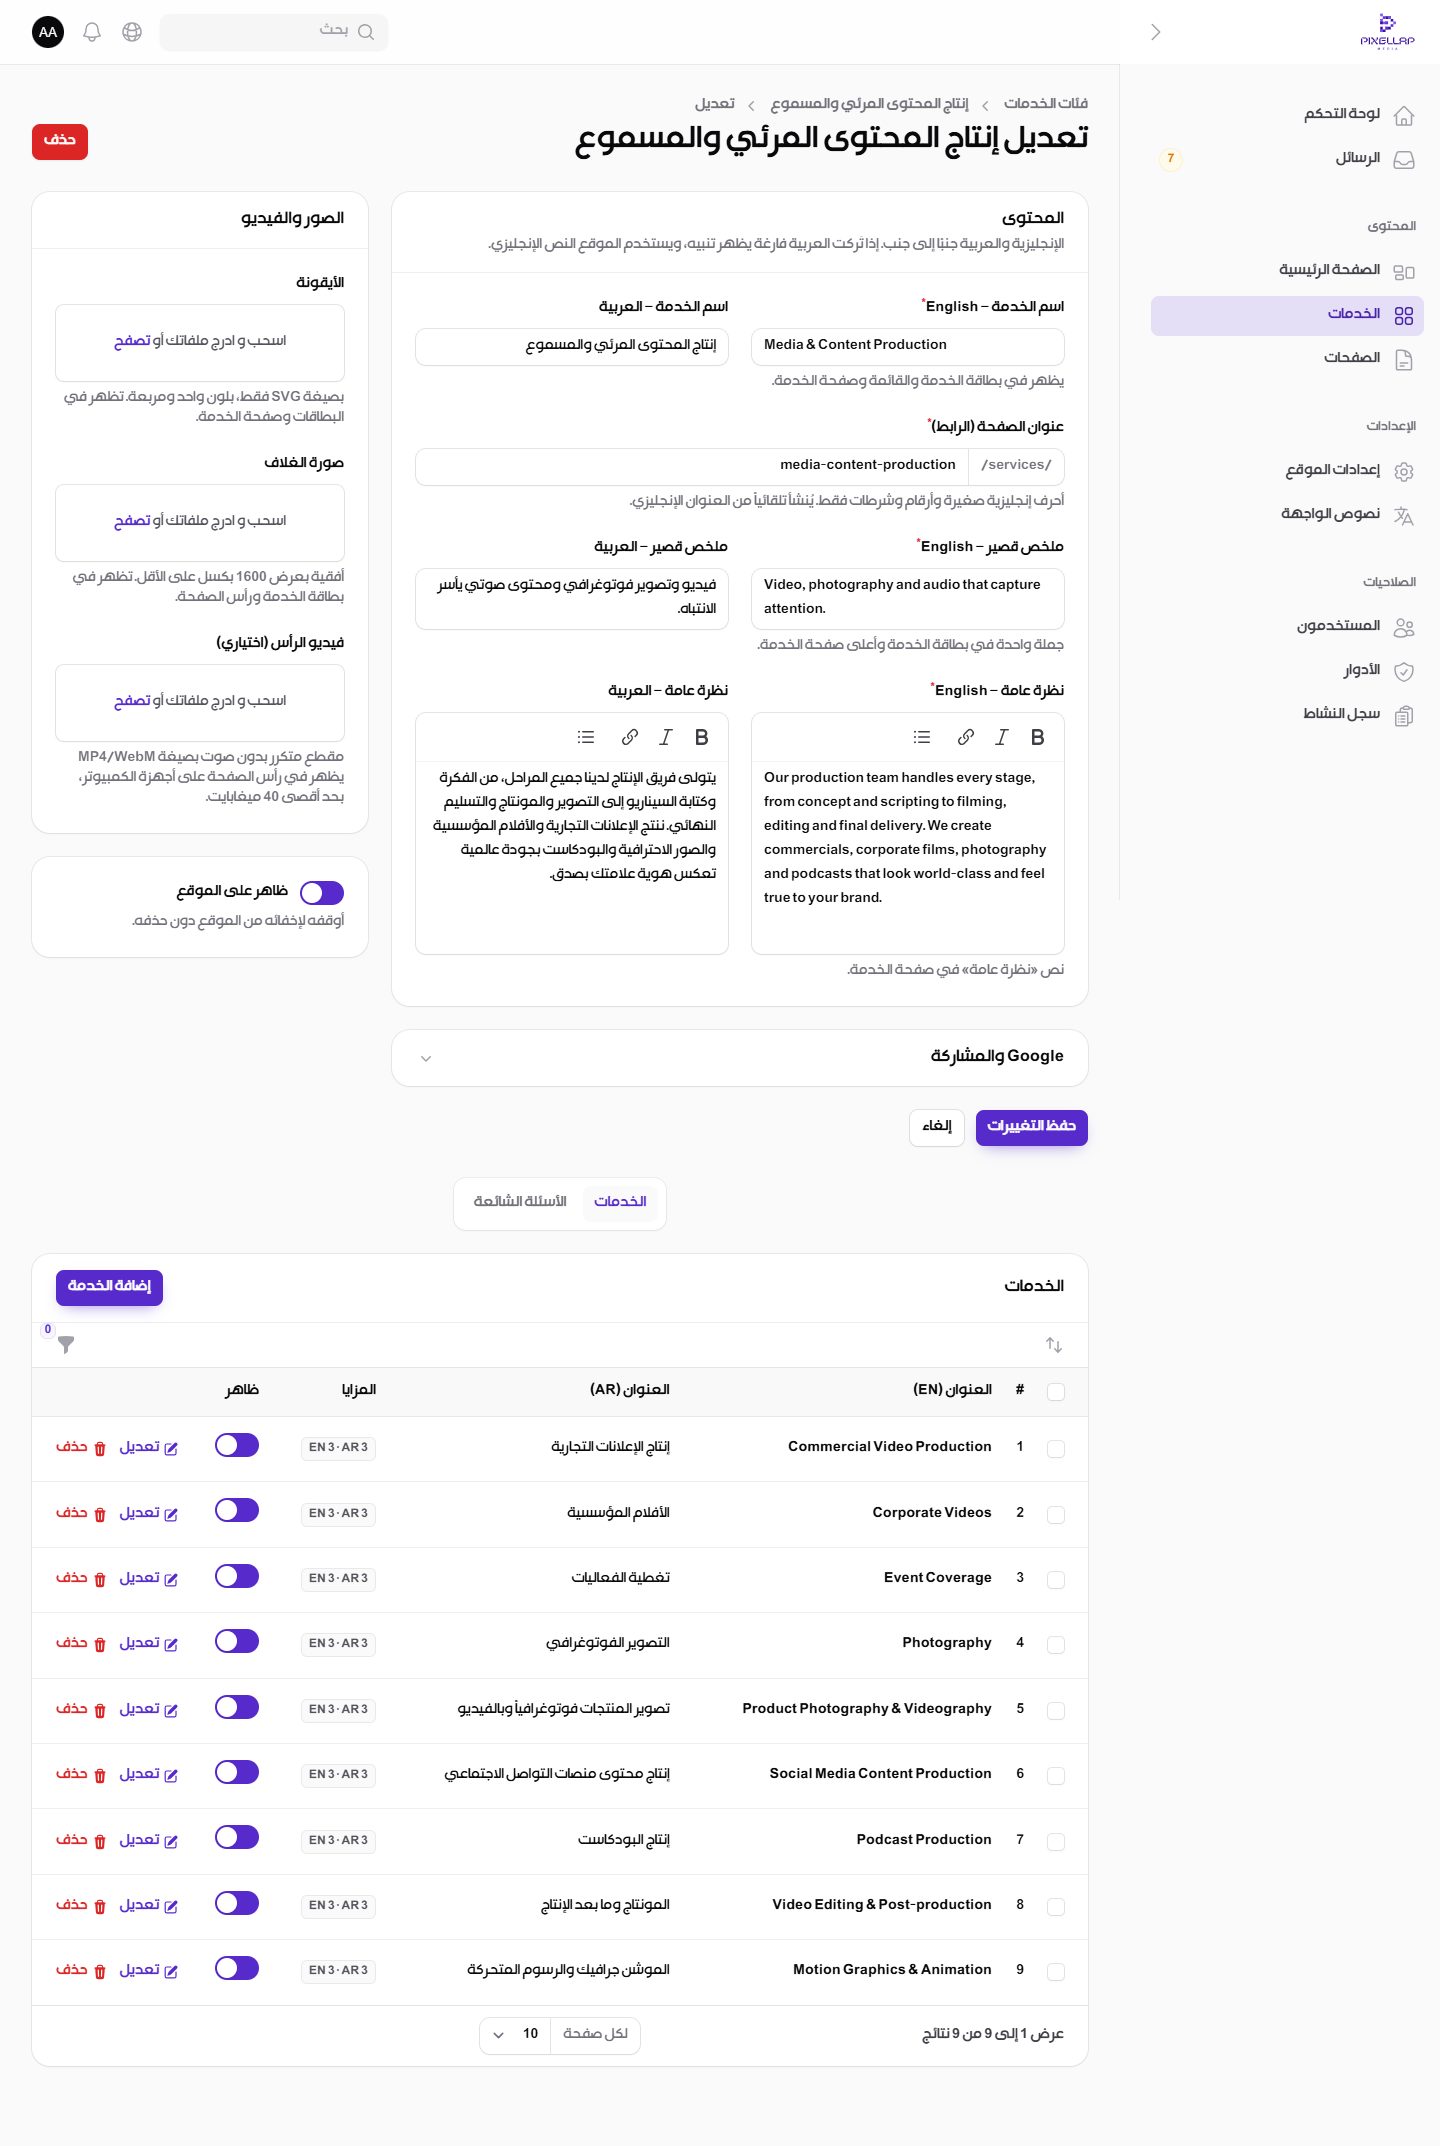 PIXELLAP
MEDIA
بحث
AA
لوحة التحكم
الرسائل
7
المحتوى
الصفحة الرئيسية
الخدمات
الصفحات
الإعدادات
إعدادات الموقع
نصوص الواجهة
الصلاحيات
المستخدمون
الأدوار
سجل النشاط
فئات الخدمات
إنتاج المحتوى المرئي والمسموع
تعديل
تعديل إنتاج المحتوى المرئي والمسموع
حذف
المحتوى
الإنجليزية والعربية جنبًا إلى جنب. إذا تُركت العربية فارغة يظهر تنبيه، ويستخدم الموقع النص الإنجليزي.
اسم الخدمة – English*
اسم الخدمة – العربية
Media & Content Production
إنتاج المحتوى المرئي والمسموع
يظهر في بطاقة الخدمة والقائمة وصفحة الخدمة.
عنوان الصفحة (الرابط)*
/services/
media-content-production
أحرف إنجليزية صغيرة وأرقام وشرطات فقط. يُنشأ تلقائياً من العنوان الإنجليزي.
ملخص قصير – English*
ملخص قصير – العربية
Video, photography and audio that capture
attention.
فيديو وتصوير فوتوغرافي ومحتوى صوتي يأسر
الانتباه.
جملة واحدة في بطاقة الخدمة وأعلى صفحة الخدمة.
نظرة عامة – English*
نظرة عامة – العربية
Our production team handles every stage,
from concept and scripting to filming,
editing and final delivery. We create
commercials, corporate films, photography
and podcasts that look world-class and feel
true to your brand.
يتولى فريق الإنتاج لدينا جميع المراحل، من الفكرة
وكتابة السيناريو إلى التصوير والمونتاج والتسليم
النهائي. ننتج الإعلانات التجارية والأفلام المؤسسية
والصور الاحترافية والبودكاست بجودة عالمية
تعكس هوية علامتك بصدق.
نص «نظرة عامة» في صفحة الخدمة.
Google والمشاركة
حفظ التغييرات
إلغاء
الصور والفيديو
الأيقونة
اسحب و ادرج ملفاتك أو تصفح
بصيغة SVG فقط، بلون واحد ومربعة. تظهر في
البطاقات وصفحة الخدمة.
صورة الغلاف
اسحب و ادرج ملفاتك أو تصفح
أفقية بعرض 1600 بكسل على الأقل. تظهر في
بطاقة الخدمة ورأس الصفحة.
فيديو الرأس (اختياري)
اسحب و ادرج ملفاتك أو تصفح
مقطع متكرر بدون صوت بصيغة MP4/WebM
يظهر في رأس الصفحة على أجهزة الكمبيوتر،
بحد أقصى 40 ميغابايت.
ظاهر على الموقع
أوقفه لإخفائه من الموقع دون حذفه.
الخدمات
الأسئلة الشائعة
الخدمات
إضافة الخدمة
0
# العنوان (EN) العنوان (AR) المزايا ظاهر
1 Commercial Video Production إنتاج الإعلانات التجارية EN 3 · AR 3 تعديل حذف
2 Corporate Videos الأفلام المؤسسية EN 3 · AR 3 تعديل حذف
3 Event Coverage تغطية الفعاليات EN 3 · AR 3 تعديل حذف
4 Photography التصوير الفوتوغرافي EN 3 · AR 3 تعديل حذف
5 Product Photography & Videography تصوير المنتجات فوتوغرافياً وبالفيديو EN 3 · AR 3 تعديل حذف
6 Social Media Content Production إنتاج محتوى منصات التواصل الاجتماعي EN 3 · AR 3 تعديل حذف
7 Podcast Production إنتاج البودكاست EN 3 · AR 3 تعديل حذف
8 Video Editing & Post-production المونتاج وما بعد الإنتاج EN 3 · AR 3 تعديل حذف
9 Motion Graphics & Animation الموشن جرافيك والرسوم المتحركة EN 3 · AR 3 تعديل حذف
عرض 1 إلى 9 من 9 نتائج
لكل صفحة 10